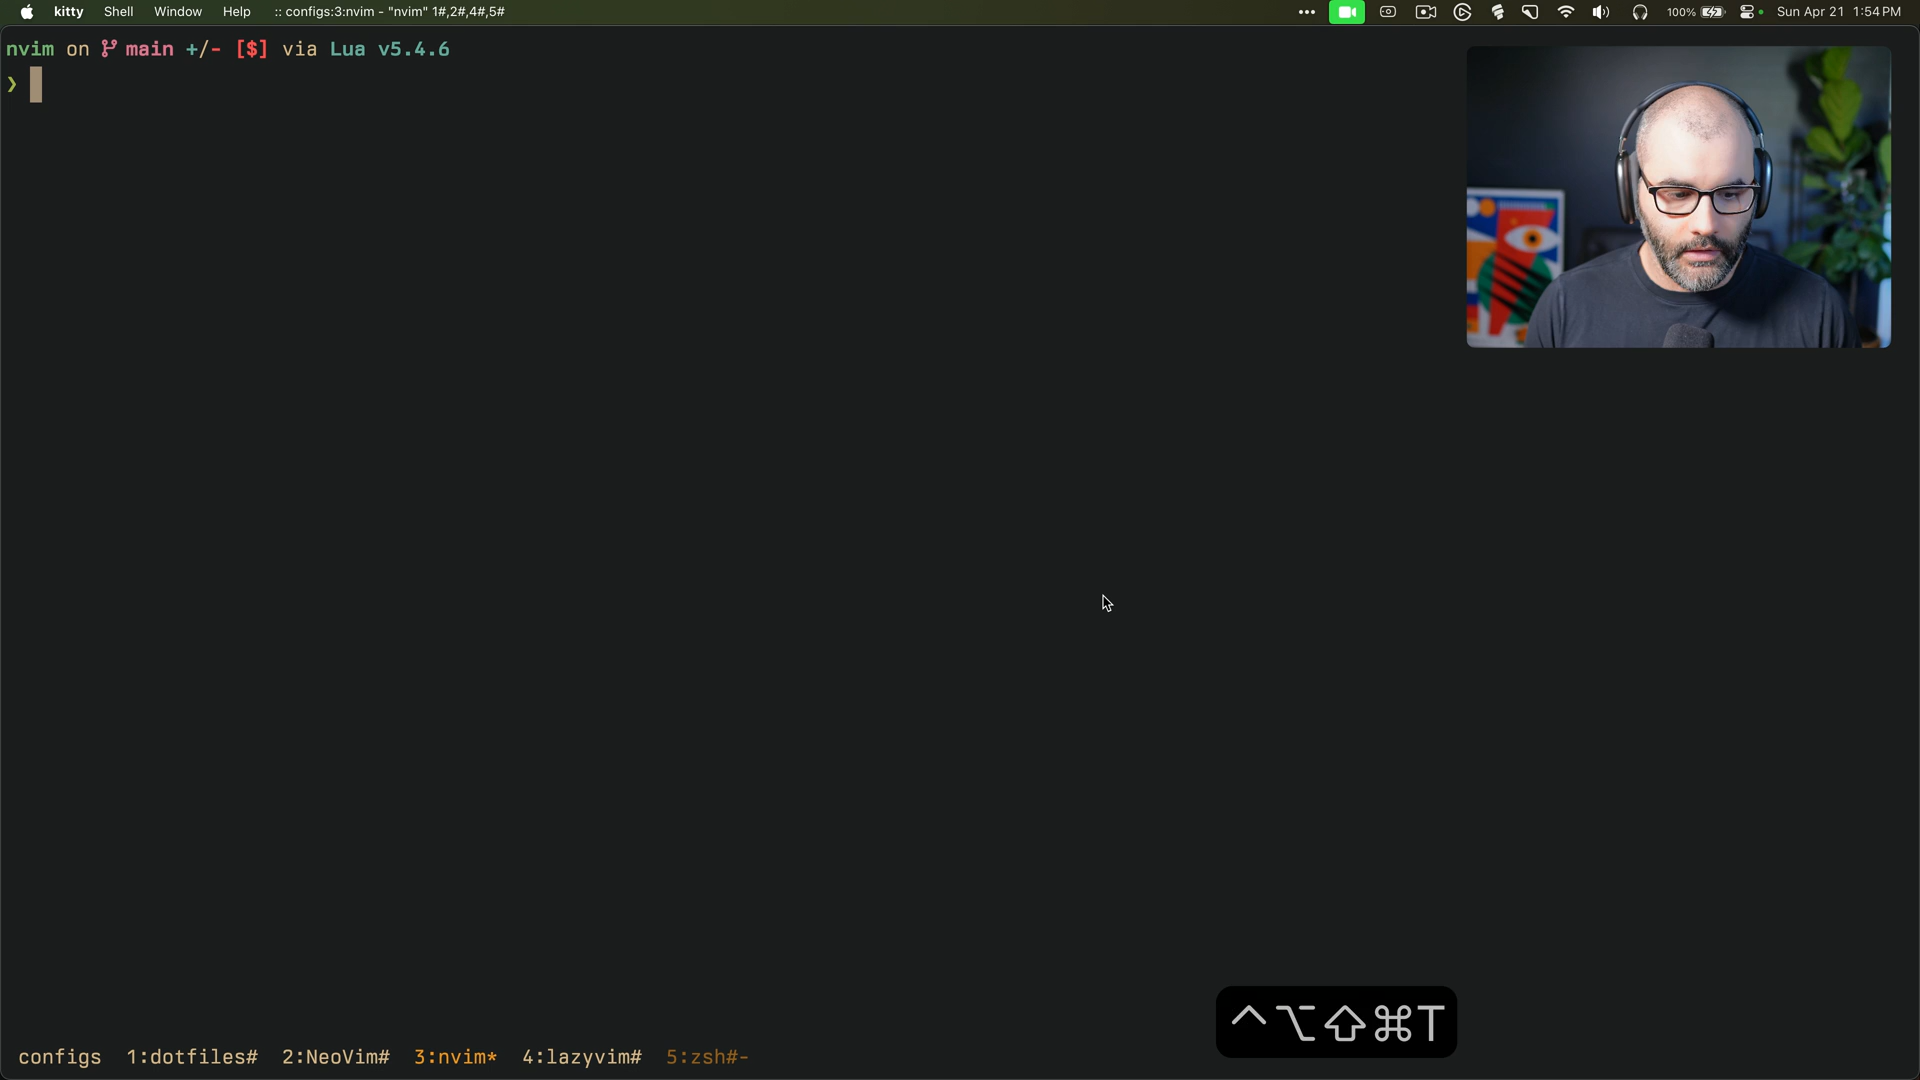 kitty Shell Window Help :: configs:3:nvim - "nvim" 1#,2#,4#,5# 100% Sun Apr 21 1:54 PM
nvim on main +/- [$] via Lua v5.4.6
❯
⌃⌥⇧⌘T
configs 1:dotfiles# 2:NeoVim# 3:nvim* 4:lazyvim# 5:zsh#-